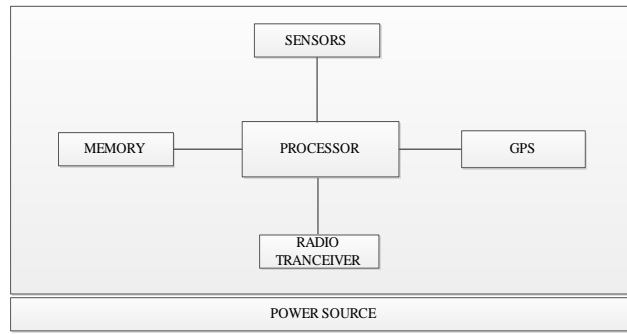 SENSORS
MEMORY
PROCESSOR
GPS
RADIO
TRANCEIVER
POWER SOURCE